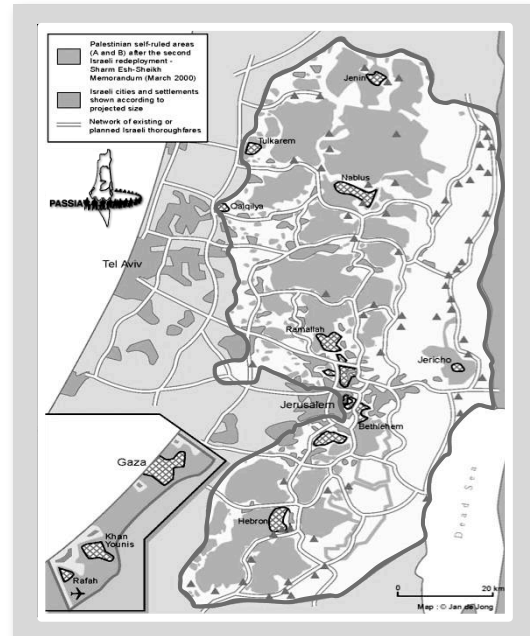 Palestinian self-ruled areas
(A and B) after the second
Israeli redeployment -
Sharm Esh-Sheikh
Memorandum (March 2000)
Israeli cities and settlements
shown according to
projected size
Network of existing or
planned Israeli thoroughfares
PASSIA
Jenin
Tulkarem
Nablus
Qalqilya
Tel Aviv
Ramallah
Jericho
Jerusalem
Bethlehem
Gaza
Hebron
Khan
Younis
Rafah
Dead Sea
0 20 km
Map : © Jan de Jong